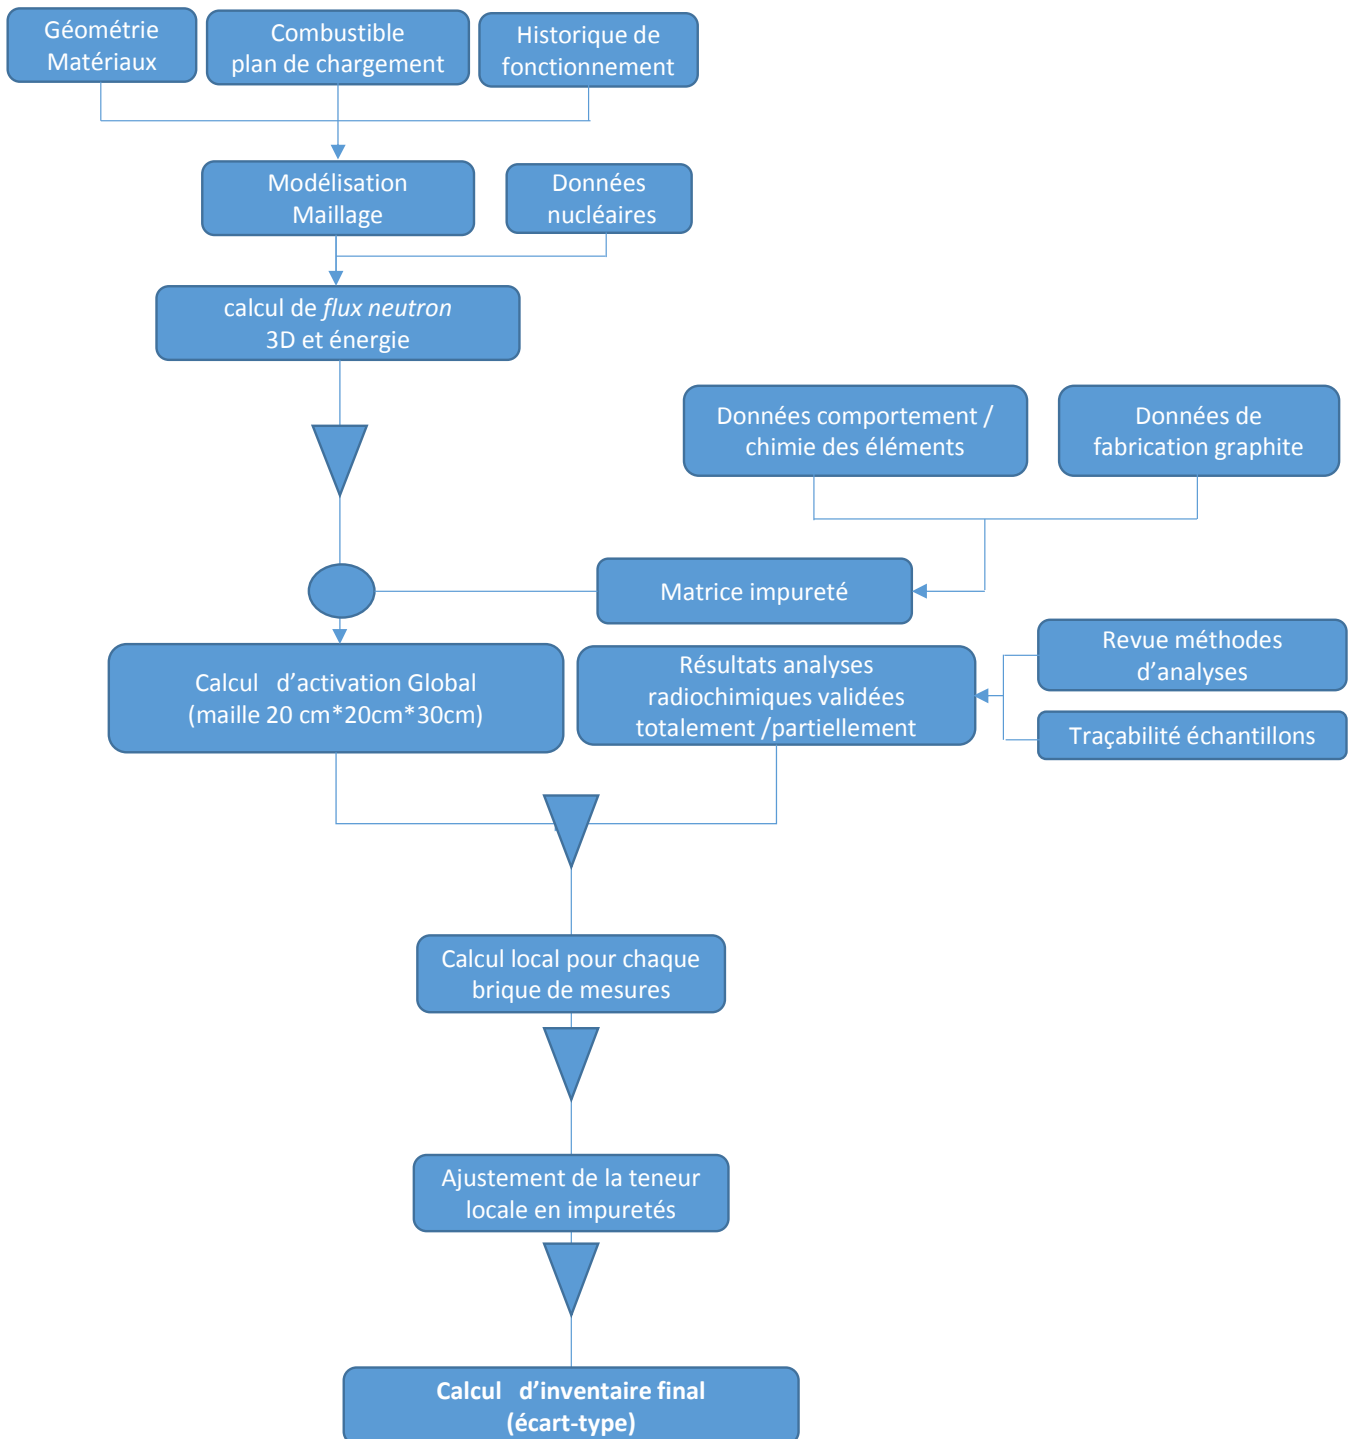 Géométrie
Matériaux
Combustible
plan de chargement
Historique de
fonctionnement
Modélisation
Maillage
Données
nucléaires
calcul de flux neutron
3D et énergie
Données comportement /
chimie des éléments
Données de
fabrication graphite
Matrice impureté
Calcul d’activation Global
(maille 20 cm*20cm*30cm)
Résultats analyses
radiochimiques validées
totalement /partiellement
Revue méthodes
d’analyses
Traçabilité échantillons
Calcul local pour chaque
brique de mesures
Ajustement de la teneur
locale en impuretés
Calcul d’inventaire final
(écart-type)